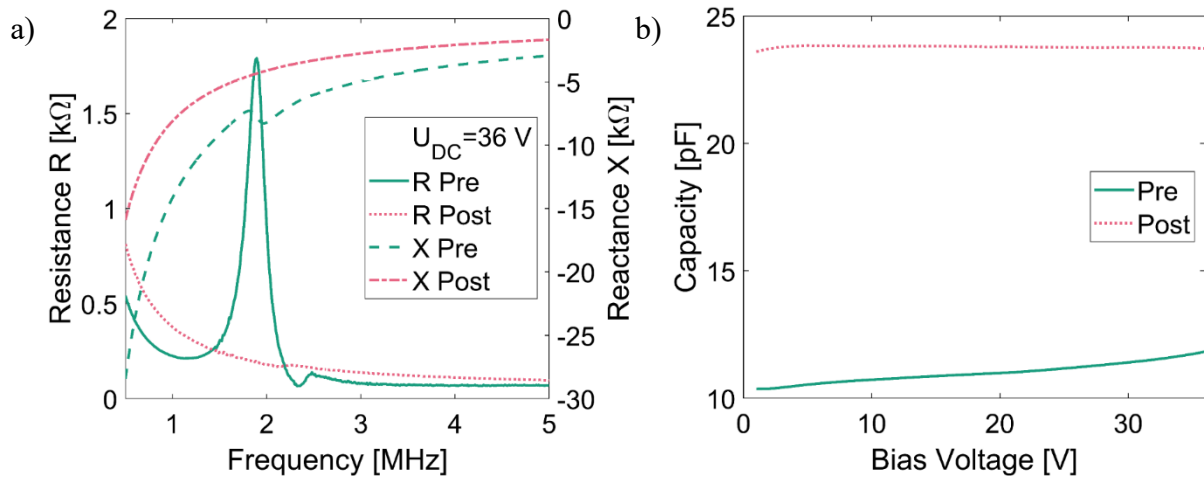 a)
2
1.5
1
0.5
0
Resistance R [kΩ]
1
2
3
4
5
Frequency [MHz]
0
-5
-10
-15
-20
-25
-30
Reactance X [kΩ]
U_DC=36 V
R Pre
R Post
X Pre
X Post
b)
25
20
15
10
Capacity [pF]
0
10
20
30
Bias Voltage [V]
Pre
Post